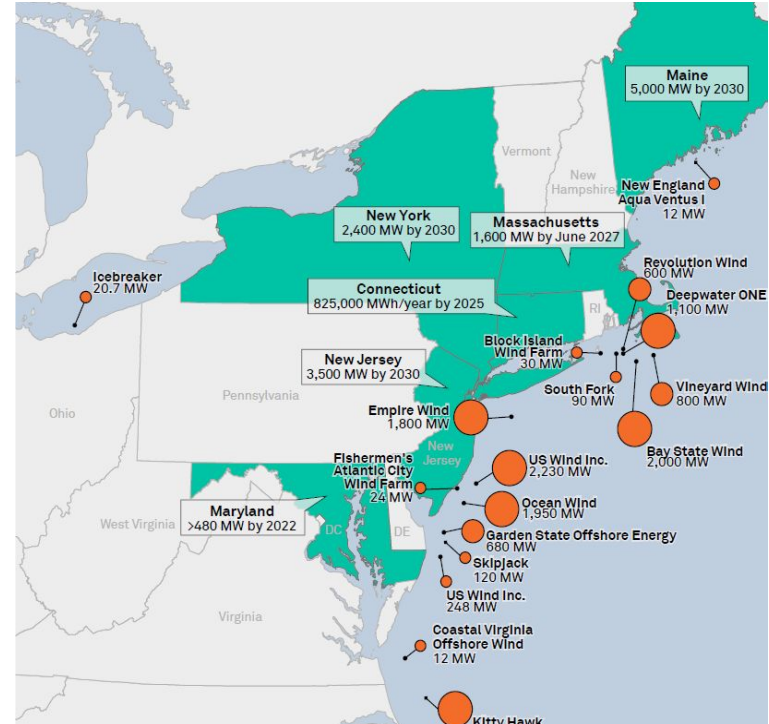 Maine
5,000 MW by 2030
Vermont
New
Hampshire
New England
Aqua Ventus I
12 MW
New York
2,400 MW by 2030
Massachusetts
1,600 MW by June 2027
Revolution Wind
600 MW
Icebreaker
20.7 MW
Connecticut
825,000 MWh/year by 2025
Deepwater ONE
1,100 MW
RI
Block Island
Wind Farm
30 MW
New Jersey
3,500 MW by 2030
South Fork
90 MW
Vineyard Wind
800 MW
Ohio
Pennsylvania
Empire Wind
1,800 MW
Bay State Wind
2,000 MW
New
Jersey
Fishermen's
Atlantic City
Wind Farm
24 MW
US Wind Inc.
2,230 MW
Maryland
>480 MW by 2022
Ocean Wind
1,950 MW
West Virginia
DC
DE
Garden State Offshore Energy
680 MW
Skipjack
120 MW
US Wind Inc.
248 MW
Virginia
Coastal Virginia
Offshore Wind
12 MW
Kitty Hawk